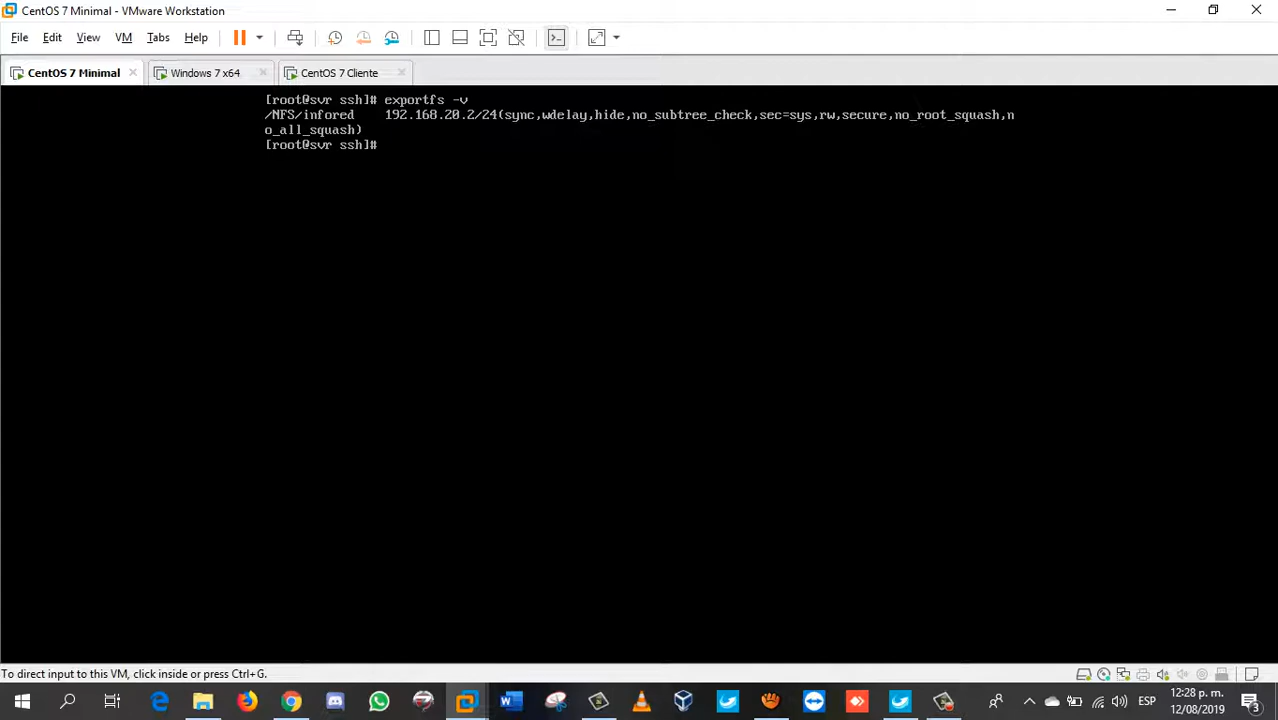 CentOS 7 Minimal - VMware Workstation
File Edit View VM Tabs Help
CentOS 7 Minimal Windows 7 x64 CentOS 7 Cliente
[root@svr ssh]# exportfs -v
/NFS/infored 192.168.20.2/24(sync,wdelay,hide,no_subtree_check,sec=sys,rw,secure,no_root_squash,n
o_all_squash)
[root@svr ssh]#
To direct input to this VM, click inside or press Ctrl+G.
ESP
12:28 p. m.
12/08/2019
3